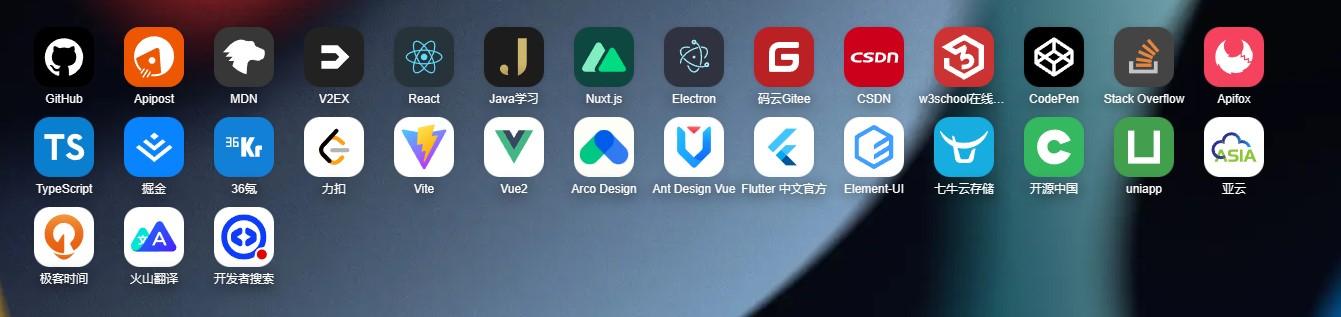 CSDN
GitHub
Apipost
MDN
V2EX
React
Java学习
Nuxt.js
Electron
码云Gitee
CSDN
w3school在线...
CodePen
Stack Overflow
Apifox
TS
36Kr
ASIA
TypeScript
掘金
36氪
力扣
Vite
Vue2
Arco Design
Ant Design Vue
Flutter 中文官方
Element-UI
七牛云存储
开源中国
uniapp
亚云
极客时间
火山翻译
开发者搜索